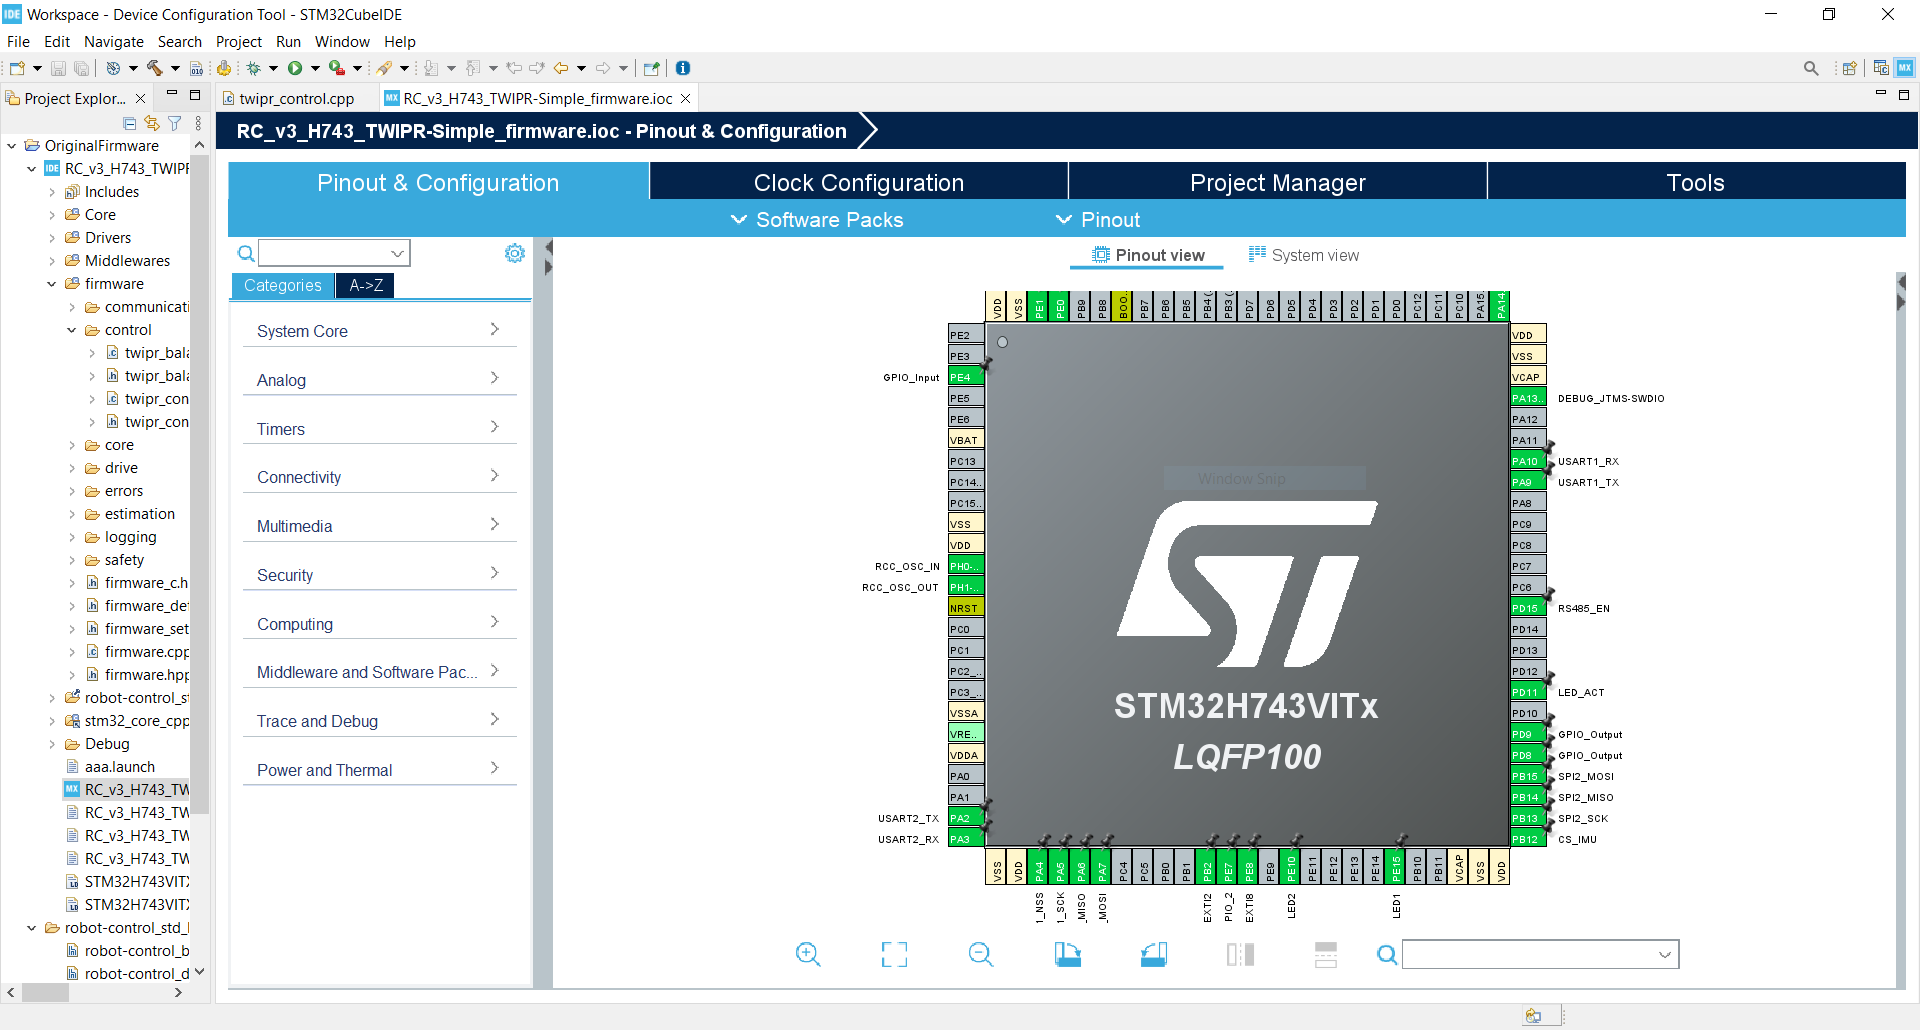 Workspace - Device Configuration Tool - STM32CubeIDE
File Edit Navigate Search Project Run Window Help
Project Explor...
twipr_control.cpp
RC_v3_H743_TWIPR-Simple_firmware.ioc
RC_v3_H743_TWIPR-Simple_firmware.ioc - Pinout & Configuration
Pinout & Configuration
Clock Configuration
Project Manager
Tools
Software Packs
Pinout
OriginalFirmware
RC_v3_H743_TWIPR
Includes
Core
Drivers
Middlewares
firmware
communicati
control
twipr_bala
twipr_bala
twipr_con
twipr_con
core
drive
errors
estimation
logging
safety
firmware_c.h
firmware_def
firmware_set
firmware.cpp
firmware.hpp
robot-control_st
stm32_core_cpp
Debug
aaa.launch
RC_v3_H743_TW
RC_v3_H743_TW
RC_v3_H743_TW
RC_v3_H743_TW
STM32H743VIT
STM32H743VIT
robot-control_std_l
robot-control_b
robot-control_d
Categories
A->Z
System Core
Analog
Timers
Connectivity
Multimedia
Security
Computing
Middleware and Software Pac...
Trace and Debug
Power and Thermal
Pinout view
System view
VDD VSS PE1 PE0 PB9 PB8 BOO.. PB7 PB6 PB5 PB4 ( PB3 ( PD7 PD6 PD5 PD4 PD3 PD2 PD1 PD0 PC12 PC11 PC10 PA15. PA14
PE2
PE3
GPIO_Input PE4
PE5
PE6
VBAT
PC13
PC14..
PC15..
VSS
VDD
RCC_OSC_IN PH0-..
RCC_OSC_OUT PH1-..
NRST
PC0
PC1
PC2_..
PC3_..
VSSA
VRE..
VDDA
PA0
PA1
USART2_TX PA2
USART2_RX PA3
Window Snip
STM32H743VITx
LQFP100
VDD
VSS
VCAP
PA13.. DEBUG_JTMS-SWDIO
PA12
PA11
PA10 USART1_RX
PA9 USART1_TX
PA8
PC9
PC8
PC7
PC6
PD15 RS485_EN
PD14
PD13
PD12
PD11 LED_ACT
PD10
PD9 GPIO_Output
PD8 GPIO_Output
PB15 SPI2_MOSI
PB14 SPI2_MISO
PB13 SPI2_SCK
PB12 CS_IMU
VSS VDD PA4 PA5 PA6 PA7 PC4 PC5 PB0 PB1 PB2 PE7 PE8 PE9 PE10 PE11 PE12 PE13 PE14 PE15 PB10 PB11 VCAP VSS VDD
1_NSS 1_SCK _MISO _MOSI EXTI2 PIO_2 EXTI8 LED2 LED1